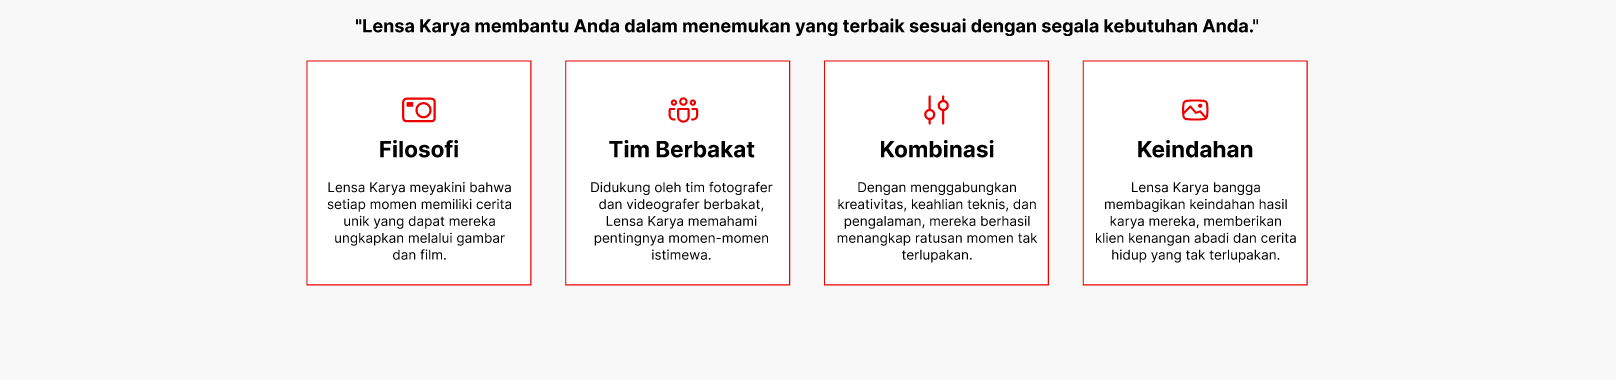 "Lensa Karya membantu Anda dalam menemukan yang terbaik sesuai dengan segala kebutuhan Anda."
Filosofi
Lensa Karya meyakini bahwa
setiap momen memiliki cerita
unik yang dapat mereka
ungkapkan melalui gambar
dan film.
Tim Berbakat
Didukung oleh tim fotografer
dan videografer berbakat,
Lensa Karya memahami
pentingnya momen-momen
istimewa.
Kombinasi
Dengan menggabungkan
kreativitas, keahlian teknis, dan
pengalaman, mereka berhasil
menangkap ratusan momen tak
terlupakan.
Keindahan
Lensa Karya bangga
membagikan keindahan hasil
karya mereka, memberikan
klien kenangan abadi dan cerita
hidup yang tak terlupakan.